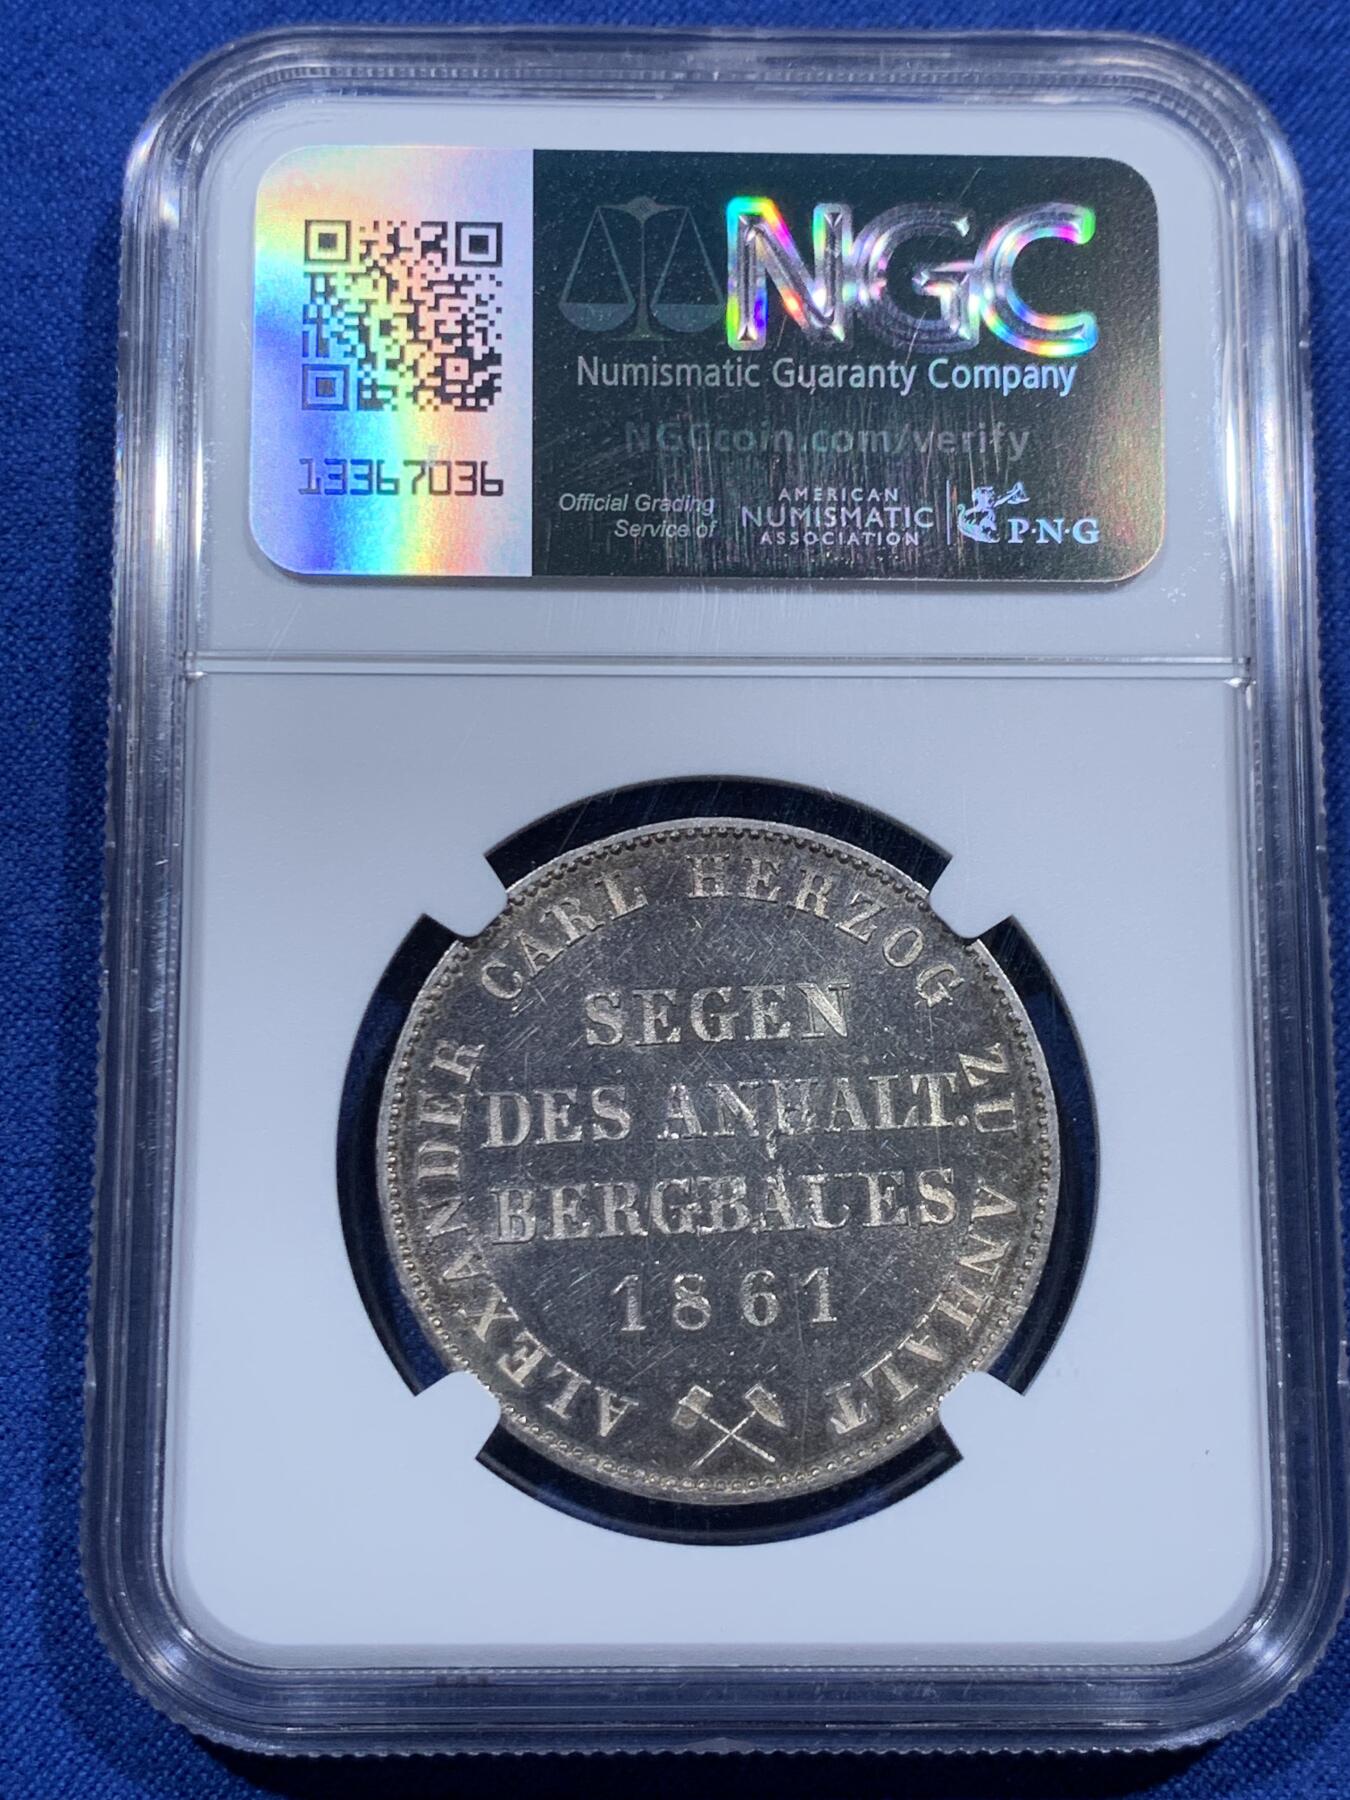 NGC
Numismatic Guaranty Company
NGCcoin.com/verify
13367036
Official Grading
Service of
AMERICAN
NUMISMATIC
ASSOCIATION
P·N·G
ALEXANDER CARL HERZOG ZU ANHALT
SEGEN
DES ANHALT.
BERGBAUES
1861